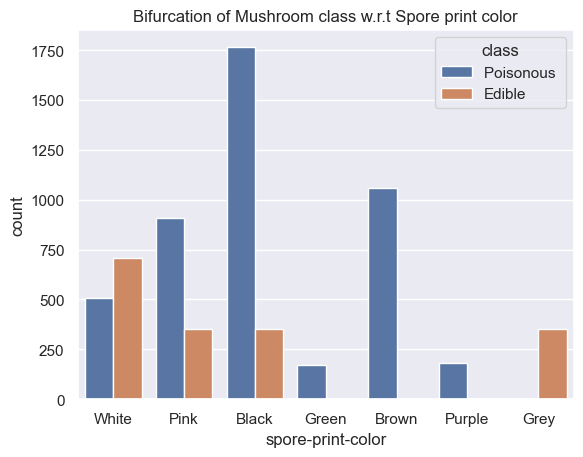 Bifurcation of Mushroom class w.r.t Spore print color
class
Poisonous
Edible
1750
1500
1250
1000
750
500
250
0
count
White Pink Black Green Brown Purple Grey
spore-print-color